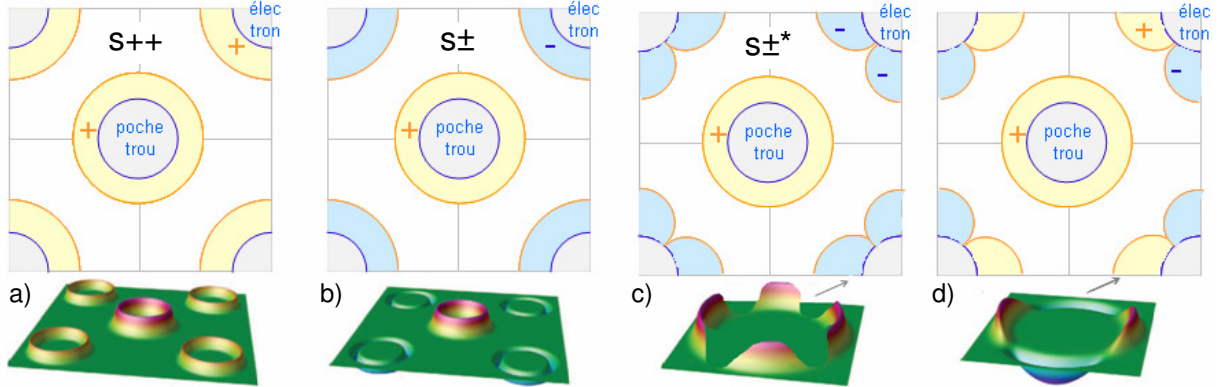 élec
tron
s++
+
+
poche
trou
a)
élec
tron
s±
-
+
poche
trou
b)
élec
tron
s±*
-
-
+
poche
trou
c)
élec
tron
+
-
+
poche
trou
d)